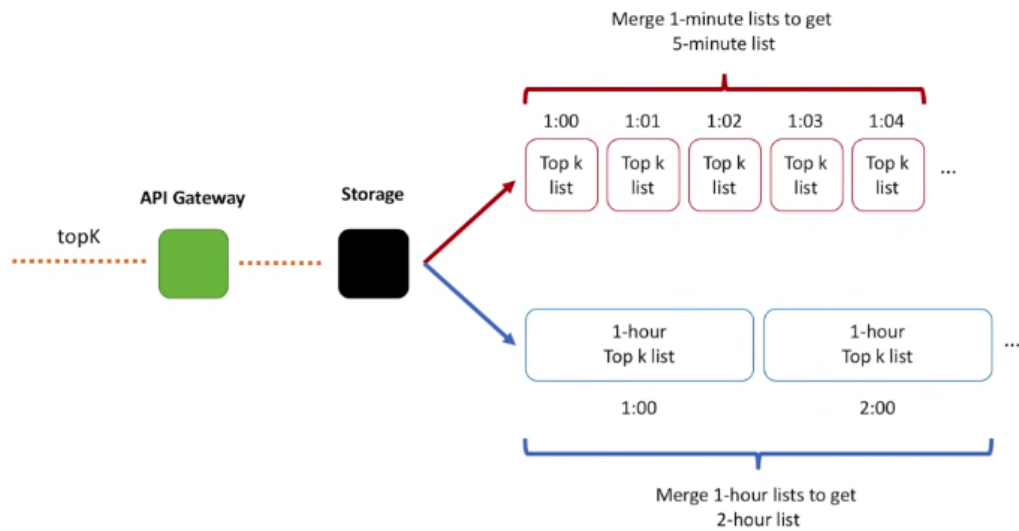 Merge 1-minute lists to get
5-minute list
1:00
1:01
1:02
1:03
1:04
Top k
list
Top k
list
Top k
list
Top k
list
Top k
list
...
API Gateway
Storage
topK
1-hour
Top k list
1-hour
Top k list
...
1:00
2:00
Merge 1-hour lists to get
2-hour list